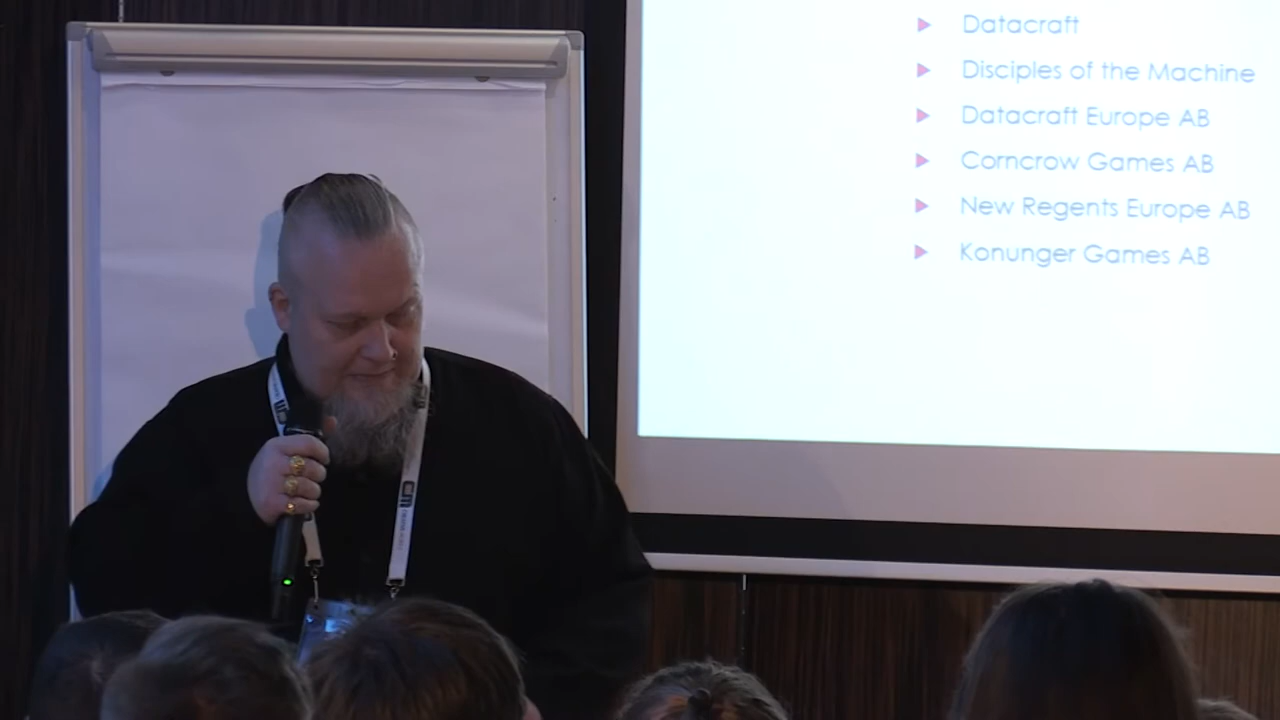 Datacraft
Disciples of the Machine
Datacraft Europe AB
Corncrow Games AB
New Regents Europe AB
Konunger Games AB